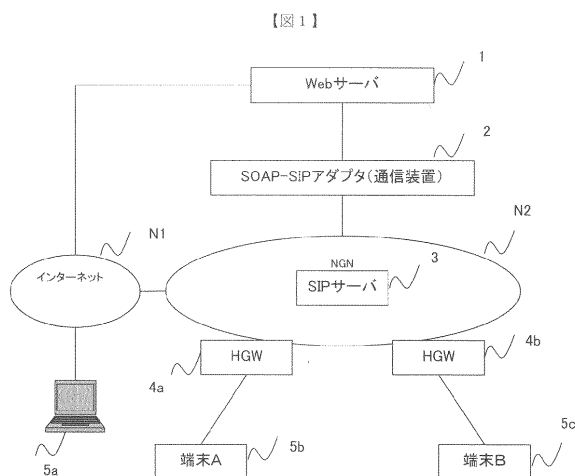 【図1】
1
Webサーバ
2
SOAP-SIPアダプタ(通信装置)
N1
N2
インターネット
NGN
3
SIPサーバ
HGW
HGW
4b
4a
5a
端末A
5b
端末B
5c